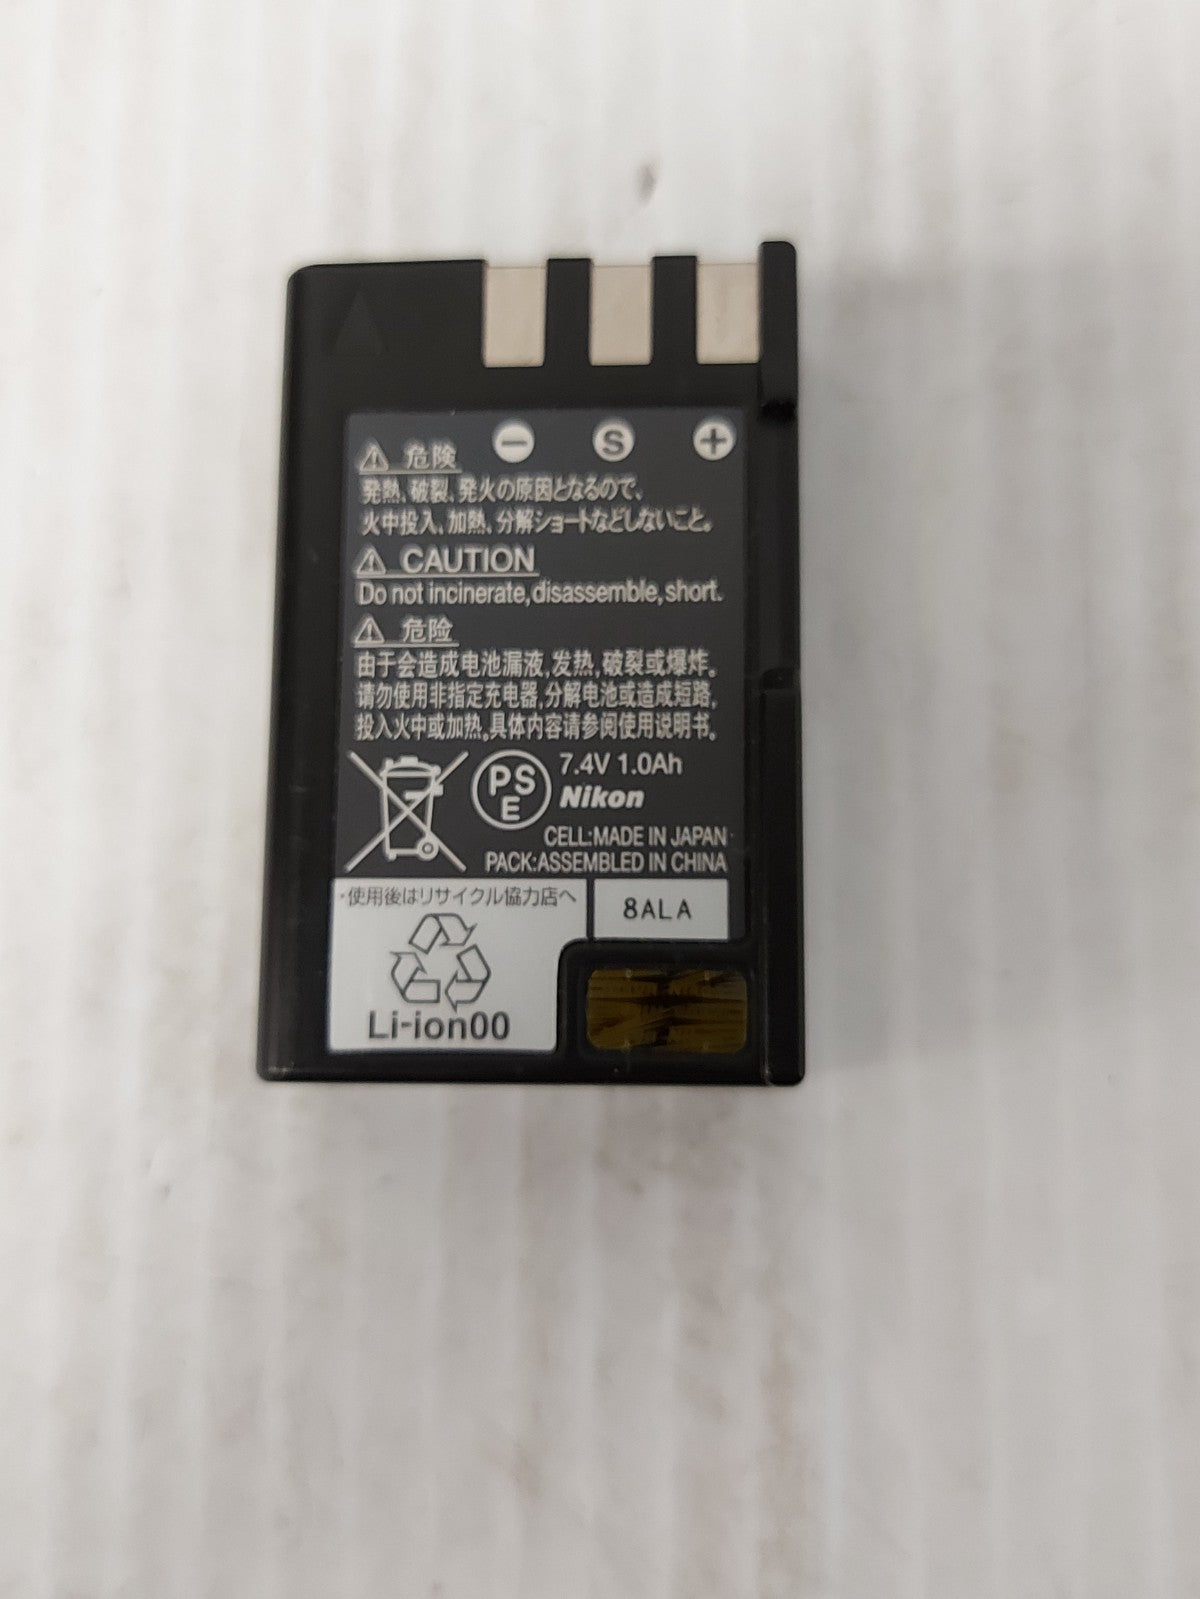 ⚠ 危険 ⊖ Ⓢ ⊕
発熱、破裂、発火の原因となるので、
火中投入、加熱、分解ショートなどしないこと。
⚠ CAUTION
Do not incinerate, disassemble, short.
⚠ 危险
由于会造成电池漏液,发热,破裂或爆炸。
请勿使用非指定充电器,分解电池或造成短路,
投入火中或加热。具体内容请参阅使用说明书。
PS
E
7.4V 1.0Ah
Nikon
CELL:MADE IN JAPAN
PACK:ASSEMBLED IN CHINA
・使用後はリサイクル協力店へ
8ALA
Li-ion00